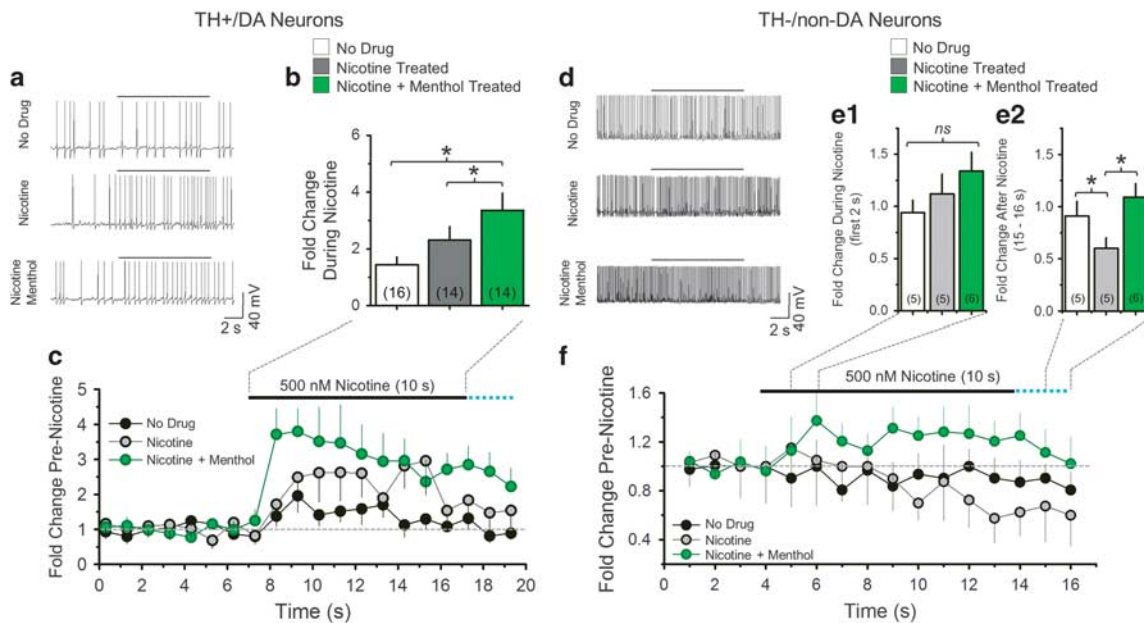 TH+/DA Neurons
TH-/non-DA Neurons
No Drug
Nicotine Treated
Nicotine + Menthol Treated
No Drug
Nicotine Treated
Nicotine + Menthol Treated
a
No Drug
Nicotine
Nicotine
Menthol
2 s
40 mV
b
Fold Change
During Nicotine
6
4
2
0
*
*
(16)
(14)
(14)
c
Fold Change Pre-Nicotine
5
4
3
2
1
0
500 nM Nicotine (10 s)
No Drug
Nicotine
Nicotine + Menthol
0 2 4 6 8 10 12 14 16 18 20
Time (s)
d
No Drug
Nicotine
Nicotine
Menthol
2 s
40 mV
e1
Fold Change During Nicotine
(first 2 s)
1.5
1.0
0.5
0.0
ns
(5)
(5)
(6)
e2
Fold Change After Nicotine
(15 - 16 s)
1.5
1.0
0.5
0.0
*
*
(5)
(5)
(6)
f
Fold Change Pre-Nicotine
1.6
1.2
0.8
0.4
500 nM Nicotine (10 s)
No Drug
Nicotine
Nicotine + Menthol
0 2 4 6 8 10 12 14 16
Time (s)